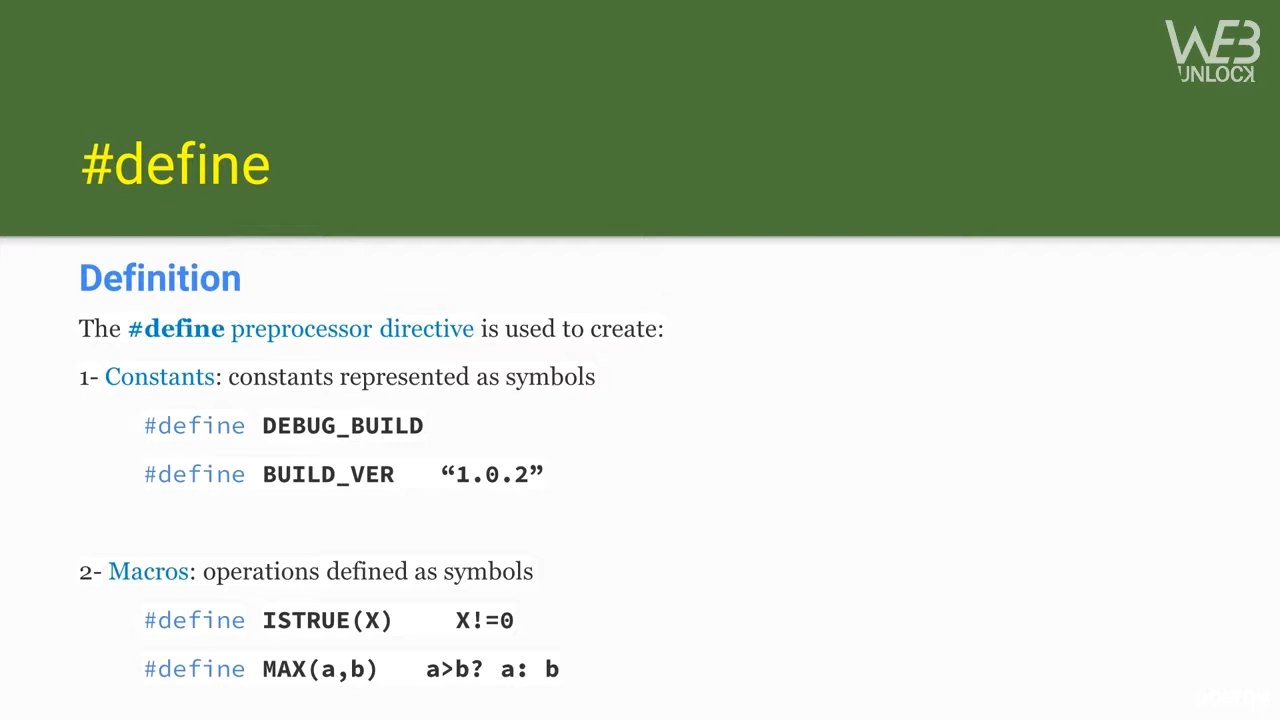 WEB
UNLOCK
#define
Definition
The #define preprocessor directive is used to create:
1- Constants: constants represented as symbols
#define DEBUG_BUILD
#define BUILD_VER “1.0.2”
2- Macros: operations defined as symbols
#define ISTRUE(X) X!=0
#define MAX(a,b) a>b? a: b